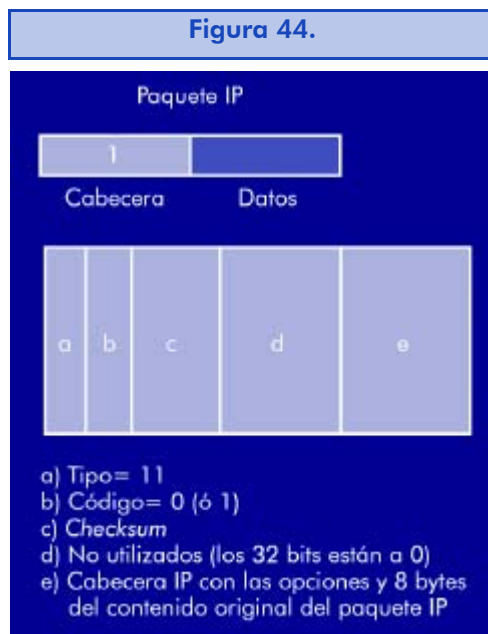 Figura 44.
Paquete IP
1
Cabecera Datos
a b c d e
a) Tipo= 11
b) Código= 0 (ó 1)
c) Checksum
d) No utilizados (los 32 bits están a 0)
e) Cabecera IP con las opciones y 8 bytes
del contenido original del paquete IP